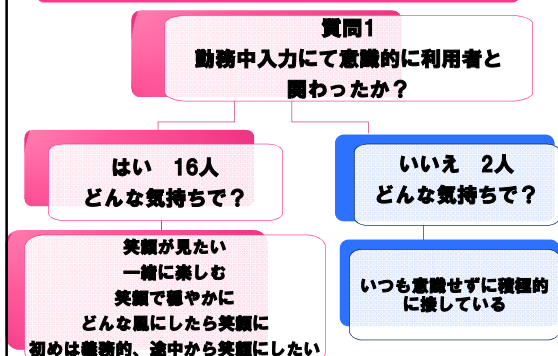 質問1
勤務中入力にて意識的に利用者と
関わったか？
はい　16人
どんな気持ちで？
いいえ　2人
どんな気持ちで？
笑顔が見たい
一緒に楽しむ
笑顔で穏やかに
どんな風にしたら笑顔に
初めは義務的、途中から笑顔にしたい
いつも意識せずに積極的
に接している